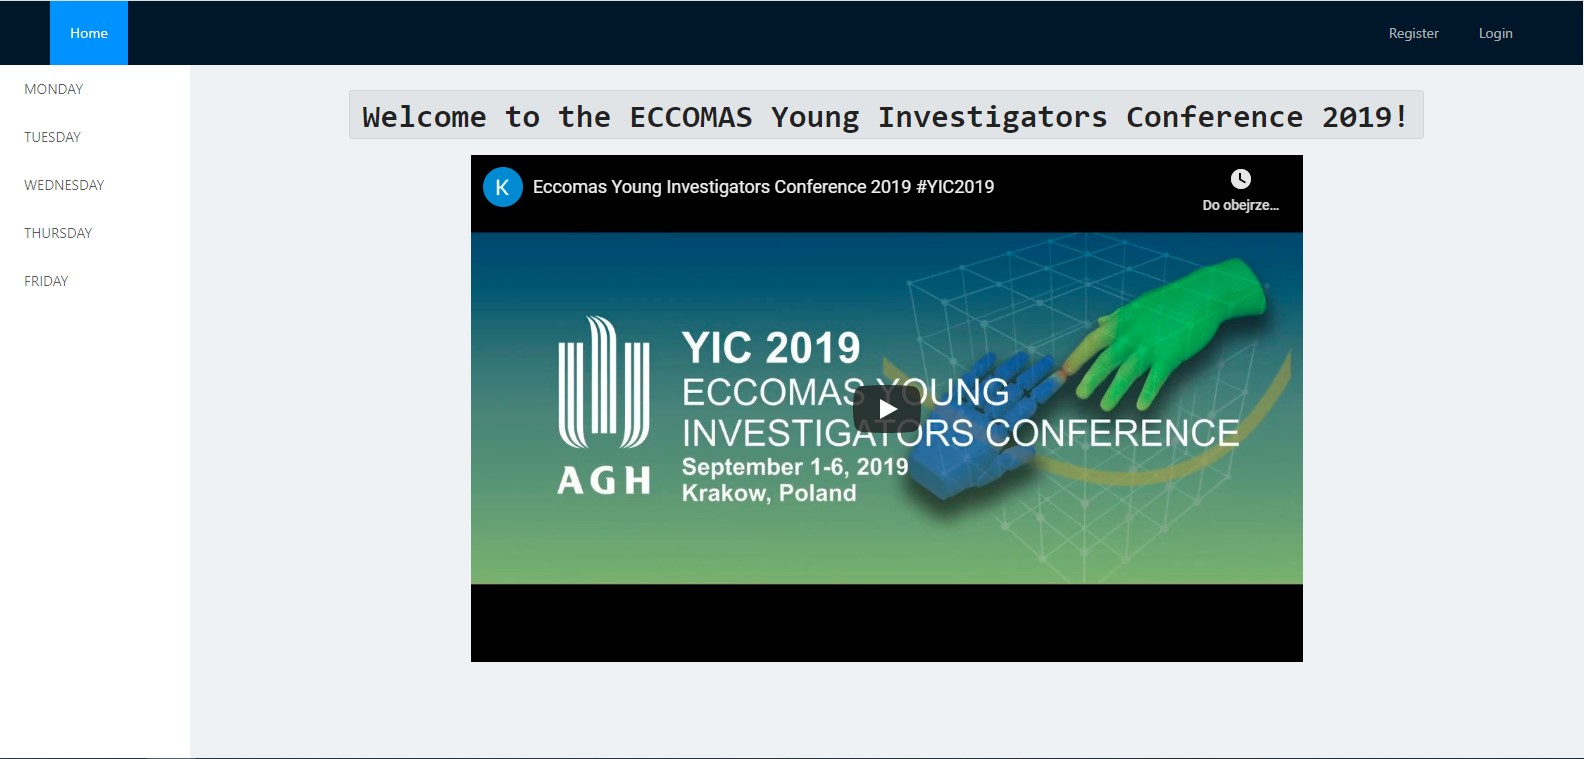 Home
Register
Login
MONDAY
TUESDAY
WEDNESDAY
THURSDAY
FRIDAY
Welcome to the ECCOMAS Young Investigators Conference 2019!
K
Eccomas Young Investigators Conference 2019 #YIC2019
Do obejrze...
AGH
YIC 2019
ECCOMAS YOUNG
INVESTIGATORS CONFERENCE
September 1-6, 2019
Krakow, Poland